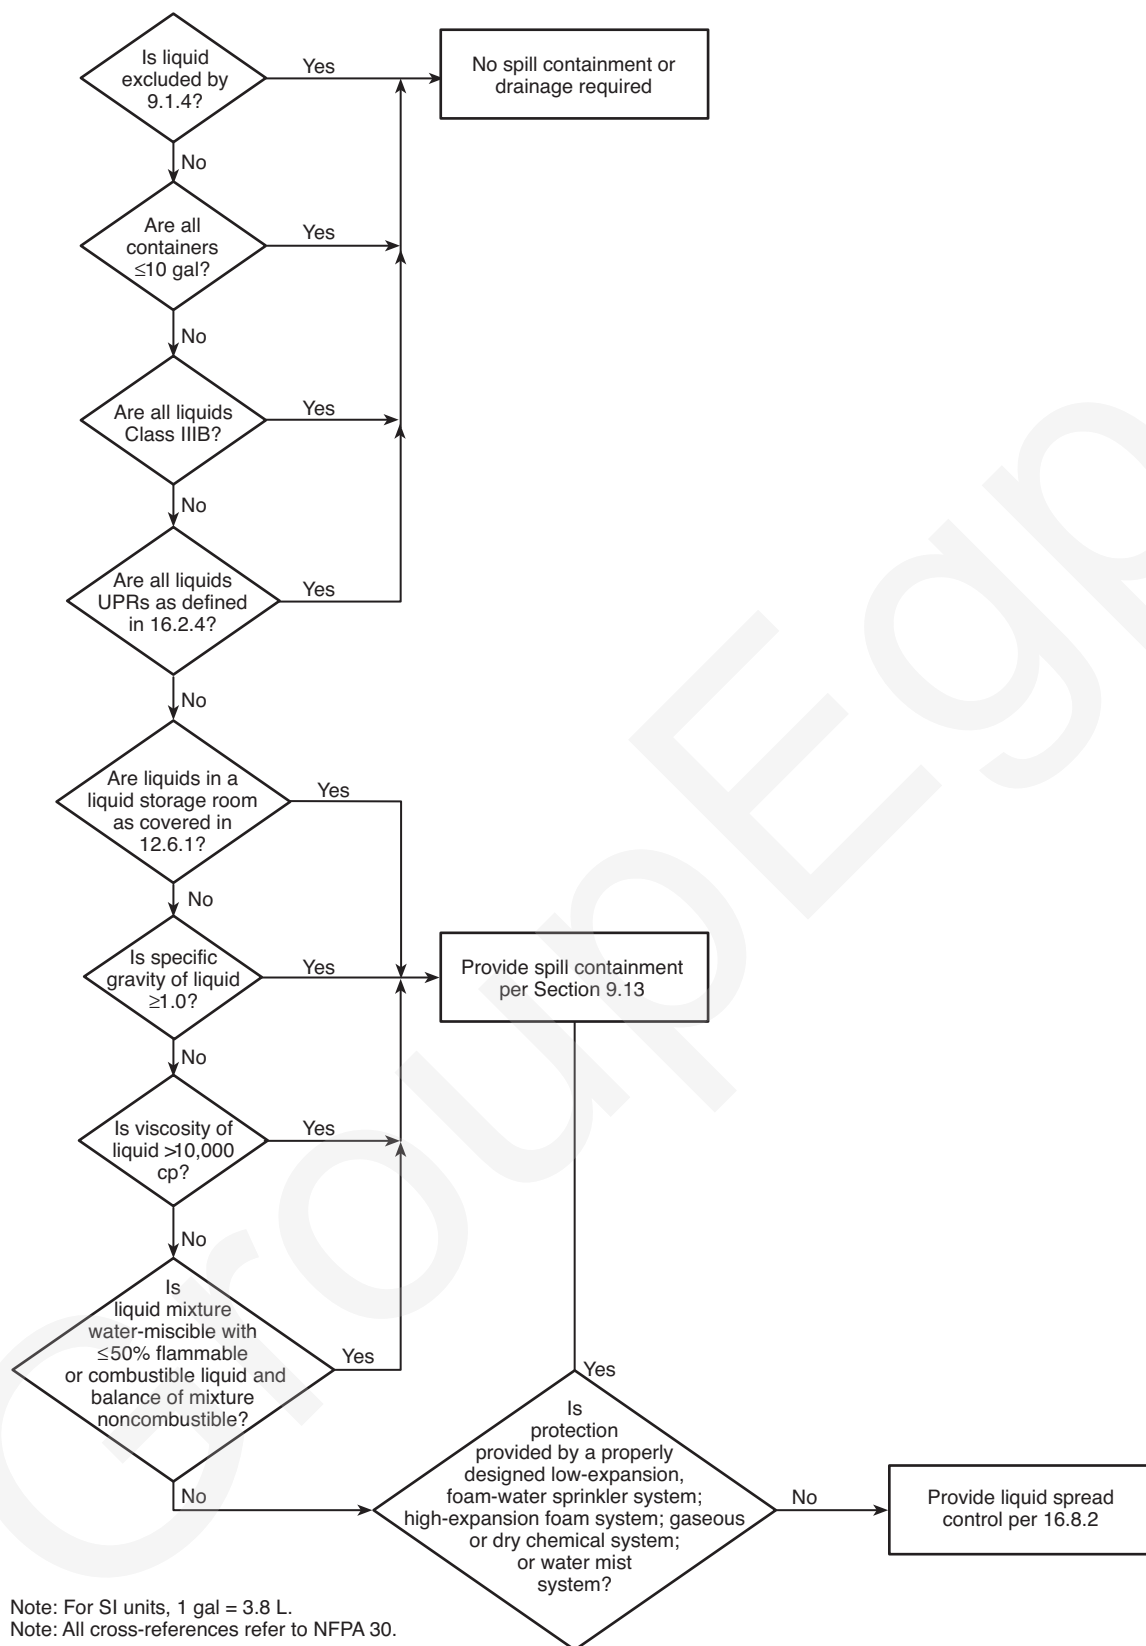 Is liquid
excluded by
9.1.4?
Yes
No spill containment or
drainage required
No
Are all
containers
≤10 gal?
Yes
No
Are all liquids
Class IIIB?
Yes
No
Are all liquids
UPRs as defined
in 16.2.4?
Yes
No
Are liquids in a
liquid storage room
as covered in
12.6.1?
Yes
No
Is specific
gravity of liquid
≥1.0?
Yes
Provide spill containment
per Section 9.13
No
Is viscosity of
liquid >10,000
cp?
Yes
No
Is
liquid mixture
water-miscible with
≤50% flammable
or combustible liquid and
balance of mixture
noncombustible?
Yes
No
Yes
Is
protection
provided by a properly
designed low-expansion,
foam-water sprinkler system;
high-expansion foam system; gaseous
or dry chemical system;
or water mist
system?
No
Provide liquid spread
control per 16.8.2
Note: For SI units, 1 gal = 3.8 L.
Note: All cross-references refer to NFPA 30.
GroupEgp